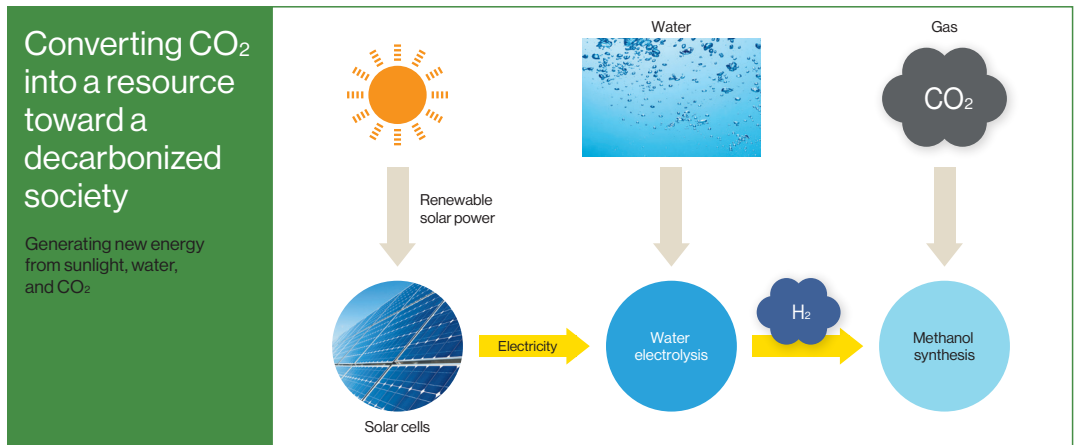 Converting CO₂
into a resource
toward a
decarbonized
society
Generating new energy
from sunlight, water,
and CO₂
Water
Gas
CO₂
Renewable
solar power
Electricity
Water
electrolysis
H₂
Methanol
synthesis
Solar cells